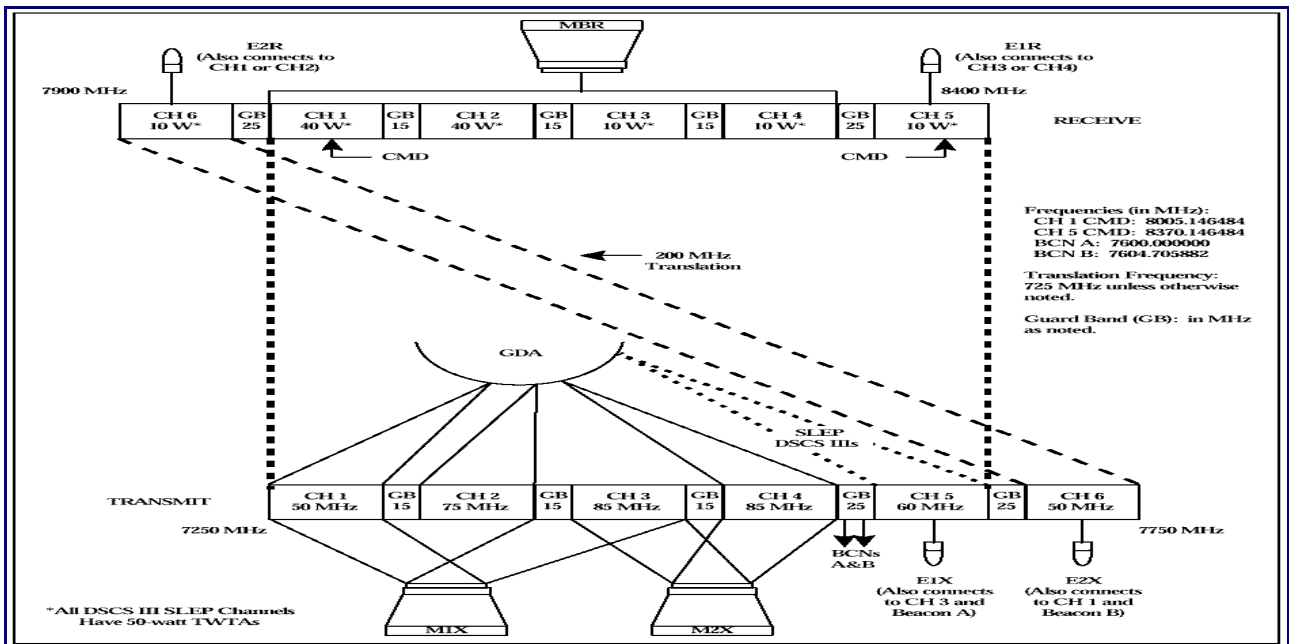 MBR
E2R
(Also connects to
CH1 or CH2)
E1R
(Also connects to
CH3 or CH4)
7900 MHz
8400 MHz
CH 6
10 W*
GB
25
CH 1
40 W*
GB
15
CH 2
40 W*
GB
15
CH 3
10 W*
GB
15
CH 4
10 W*
GB
25
CH 5
10 W*
RECEIVE
CMD
CMD
Frequencies (in MHz):
CH 1 CMD: 8005.146484
CH 5 CMD: 8370.146484
BCN A: 7600.000000
BCN B: 7604.705882
Translation Frequency:
725 MHz unless otherwise
noted.
Guard Band (GB): in MHz
as noted.
200 MHz
Translation
GDA
SLEP
DSCS IIIs
TRANSMIT
CH 1
50 MHz
GB
15
CH 2
75 MHz
GB
15
CH 3
85 MHz
GB
15
CH 4
85 MHz
GB
25
CH 5
60 MHz
GB
25
CH 6
50 MHz
7250 MHz
7750 MHz
BCNs
A&B
E1X
(Also connects
to CH 3 and
Beacon A)
E2X
(Also connects
to CH 1 and
Beacon B)
*All DSCS III SLEP Channels
Have 50-watt TWTAs
M1X
M2X